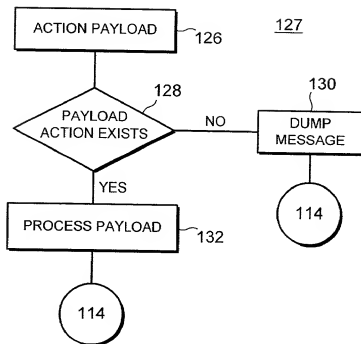 ACTION PAYLOAD
126
127
128
PAYLOAD
ACTION EXISTS
NO
130
DUMP
MESSAGE
YES
114
PROCESS PAYLOAD
132
114